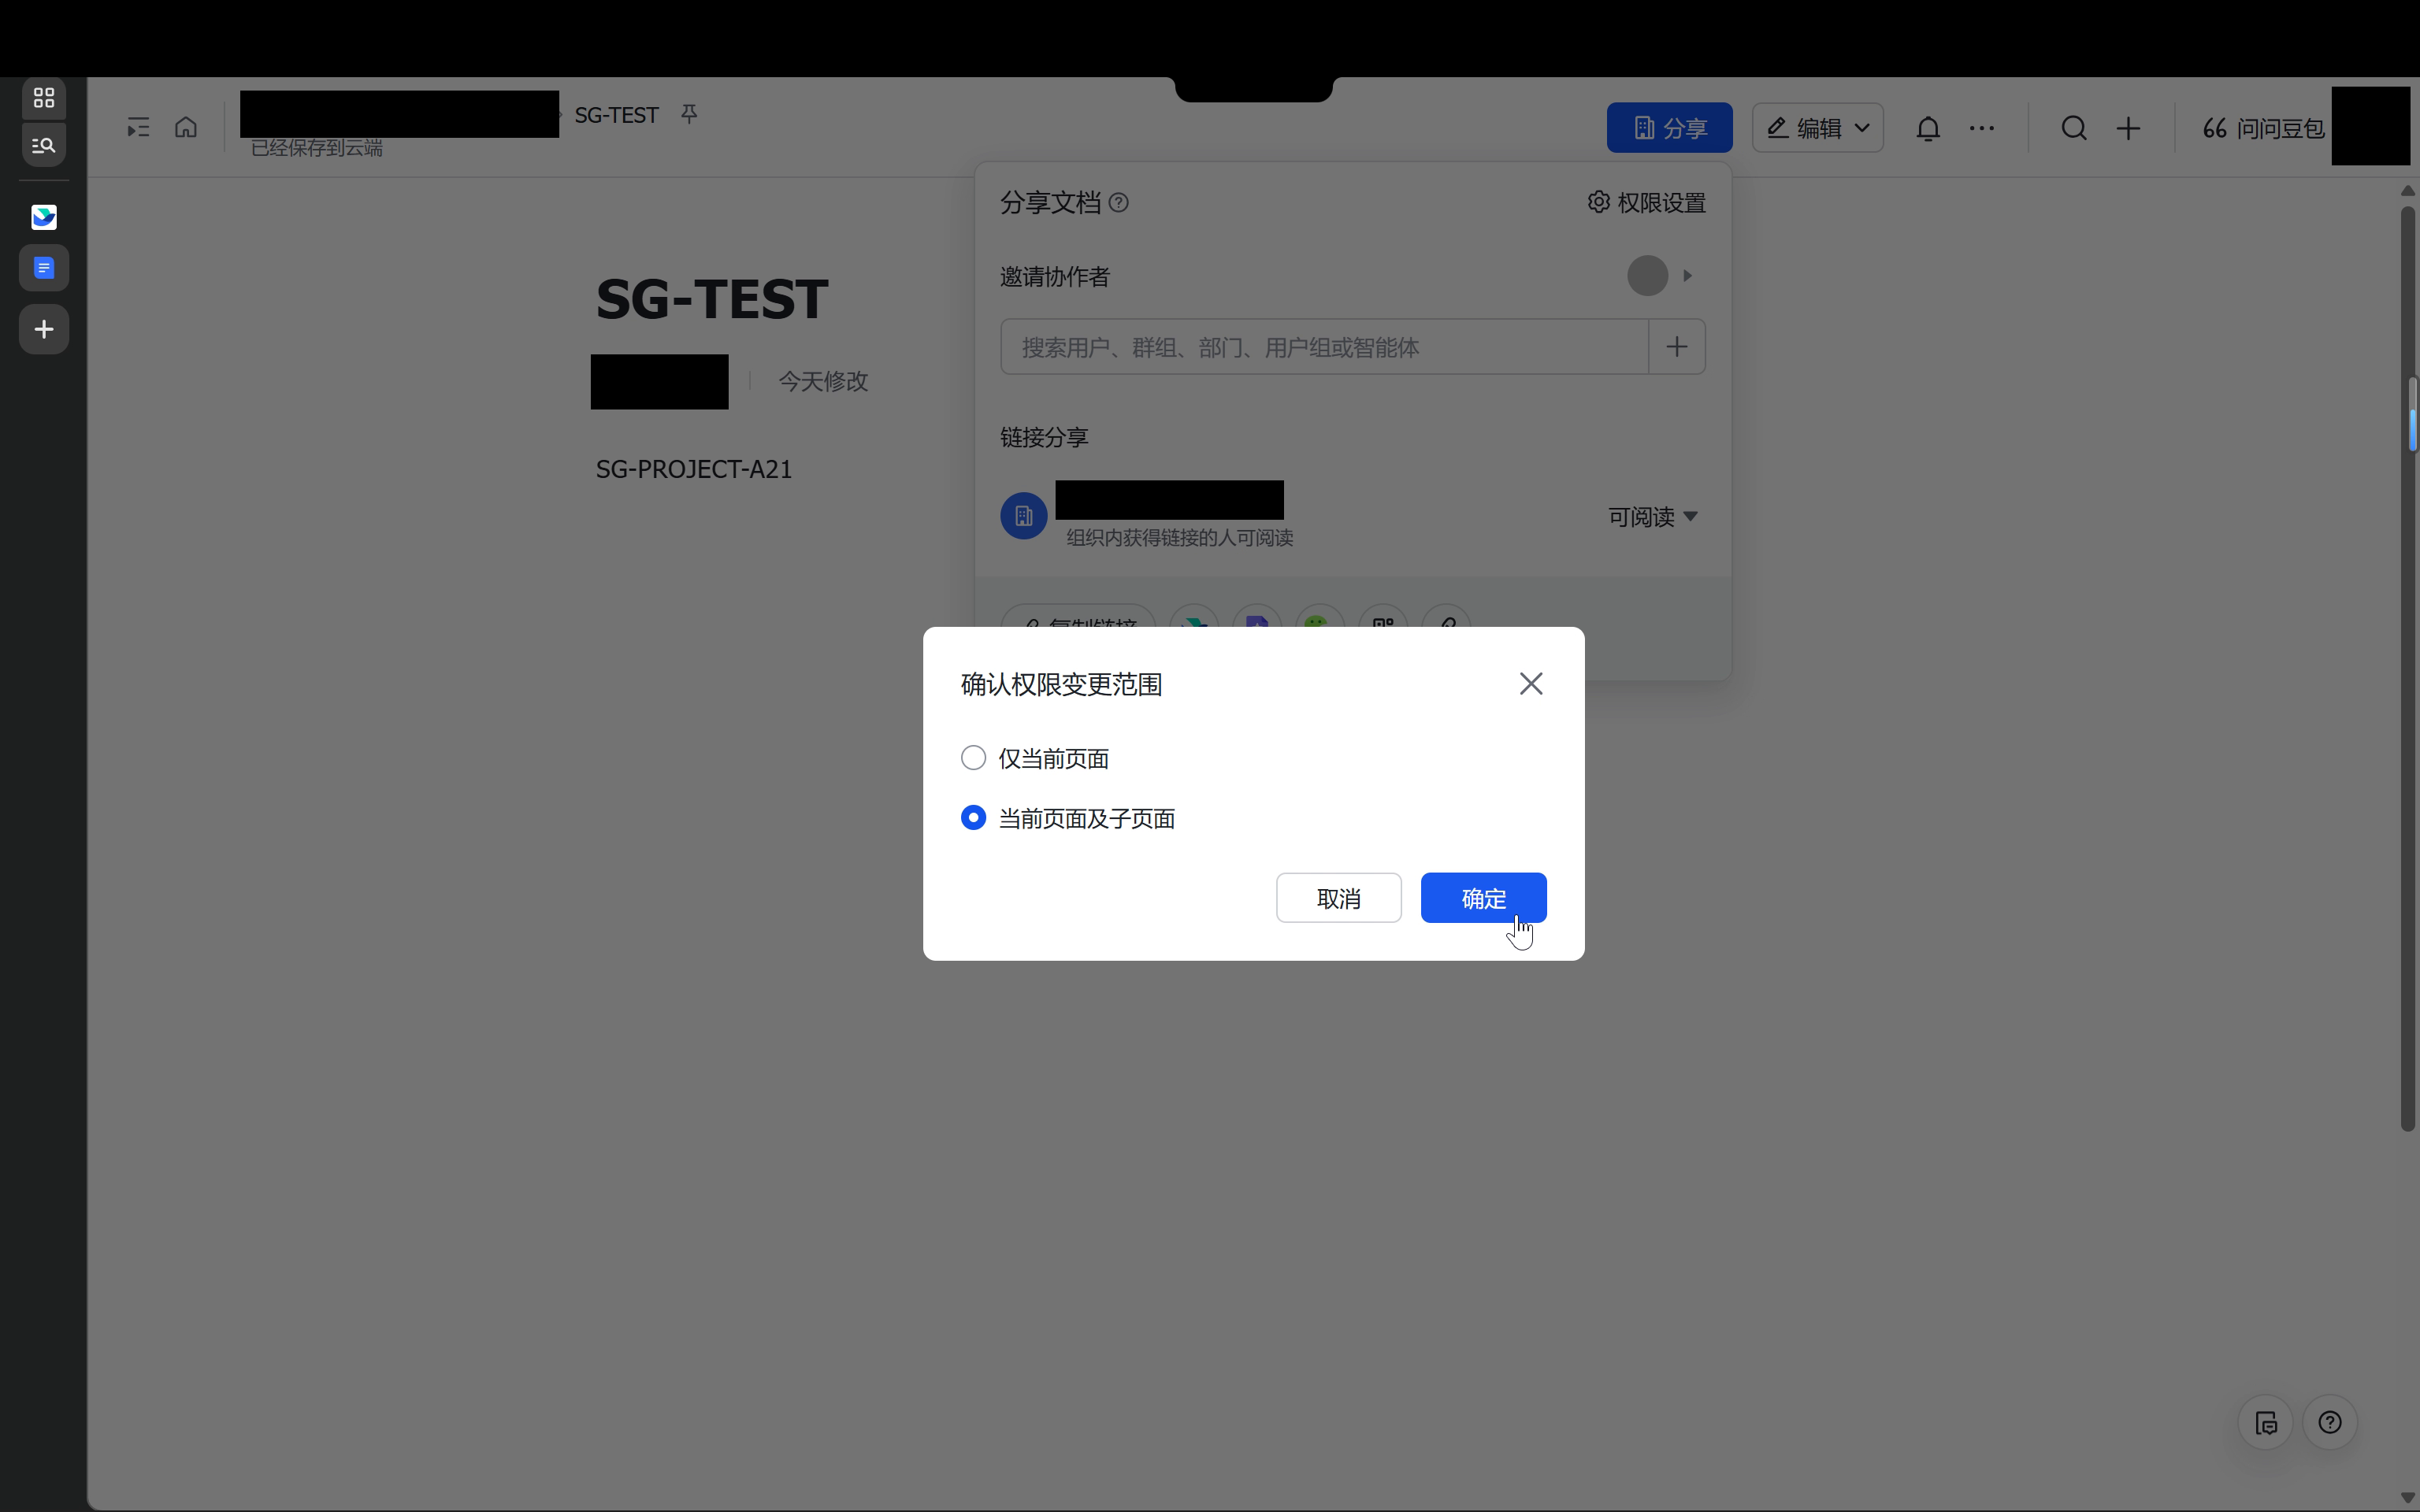 SG-TEST
已经保存到云端
分享
编辑
问问豆包
分享文档
权限设置
SG-TEST
邀请协作者
搜索用户、群组、部门、用户组或智能体
今天修改
链接分享
SG-PROJECT-A21
可阅读
组织内获得链接的人可阅读
复制链接
确认权限变更范围
仅当前页面
当前页面及子页面
取消
确定